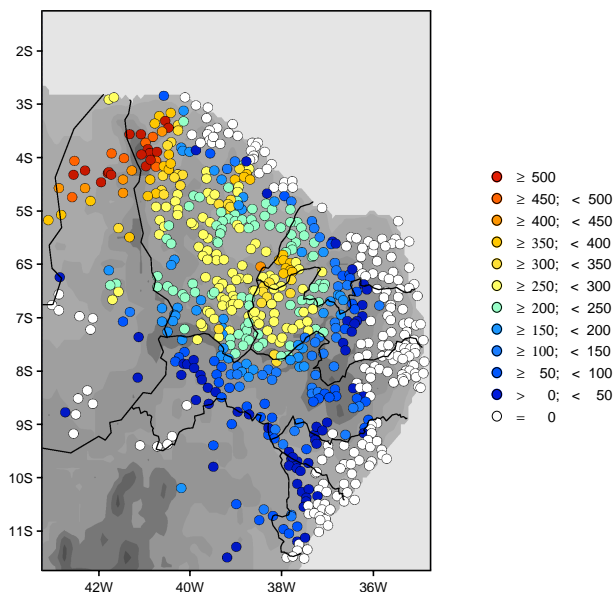 2S
3S
4S
5S
6S
7S
8S
9S
10S
11S
42W
40W
38W
36W
≥ 500
≥ 450; < 500
≥ 400; < 450
≥ 350; < 400
≥ 300; < 350
≥ 250; < 300
≥ 200; < 250
≥ 150; < 200
≥ 100; < 150
≥ 50; < 100
> 0; < 50
= 0